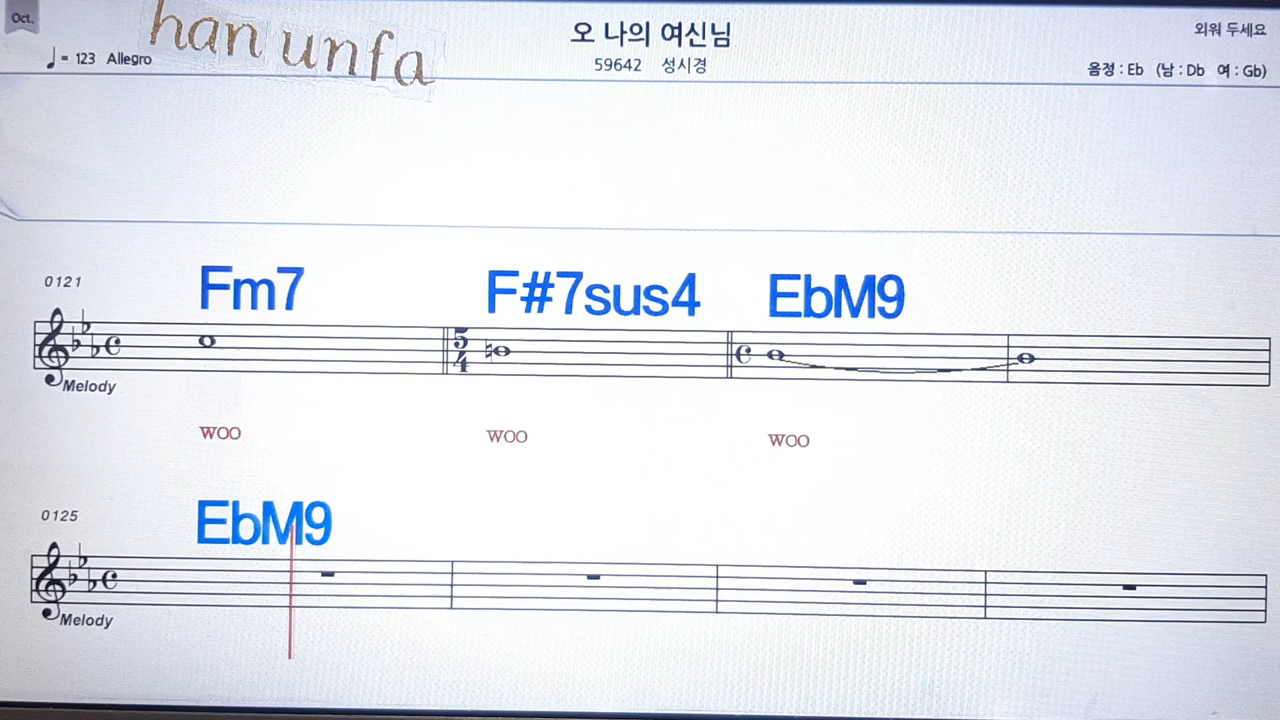 Oct.
han unfa
오 나의 여신님
외워 두세요
♩= 123 Allegro
59642 성시경
음정 : Eb (남 : Db 여 : Gb)
Fm7 F#7sus4 EbM9
0121
5
4
Melody
WOO WOO WOO
EbM9
0125
Melody